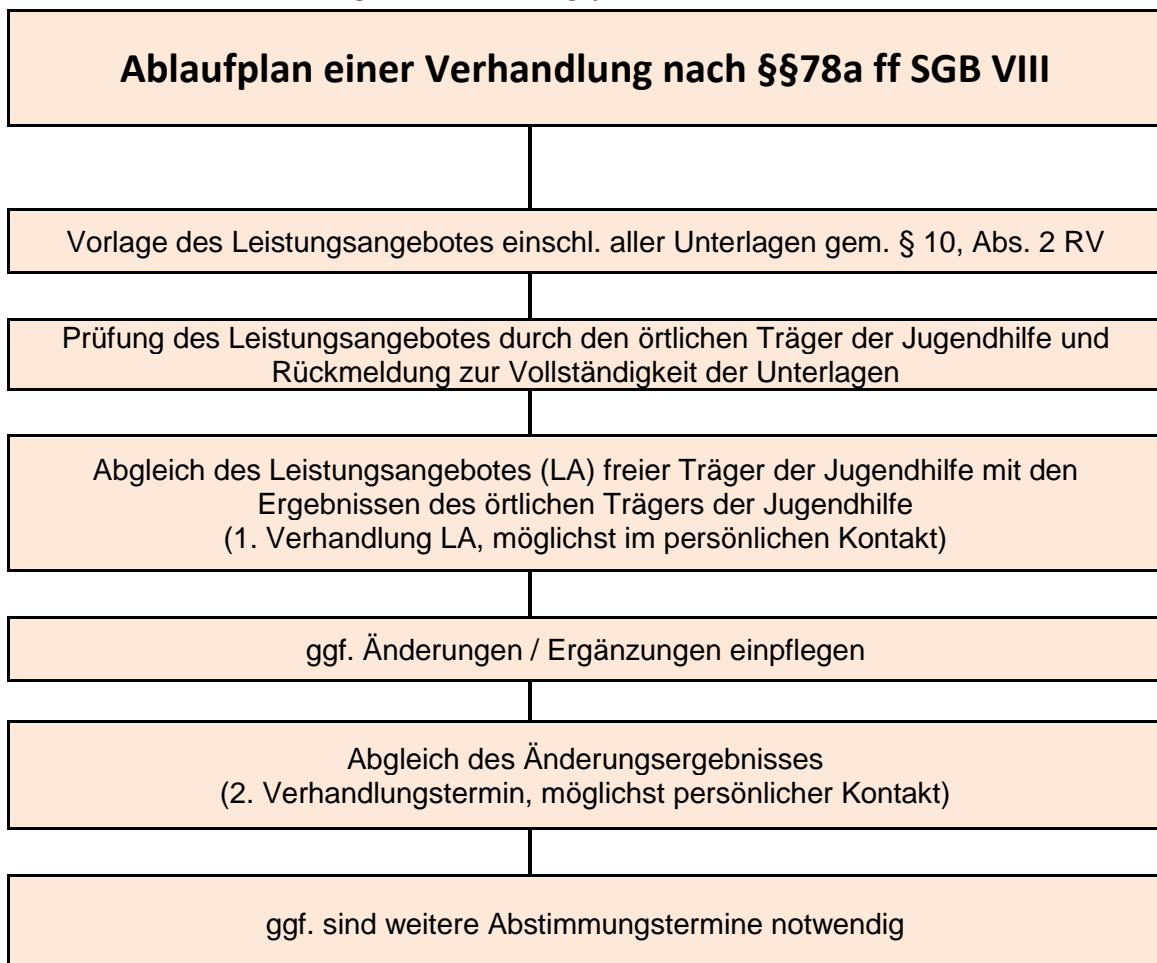 Ablaufplan einer Verhandlung nach §§78a ff SGB VIII
Vorlage des Leistungsangebotes einschl. aller Unterlagen gem. § 10, Abs. 2 RV
Prüfung des Leistungsangebotes durch den örtlichen Träger der Jugendhilfe und
Rückmeldung zur Vollständigkeit der Unterlagen
Abgleich des Leistungsangebotes (LA) freier Träger der Jugendhilfe mit den
Ergebnissen des örtlichen Trägers der Jugendhilfe
(1. Verhandlung LA, möglichst im persönlichen Kontakt)
ggf. Änderungen / Ergänzungen einpflegen
Abgleich des Änderungsergebnisses
(2. Verhandlungstermin, möglichst persönlicher Kontakt)
ggf. sind weitere Abstimmungstermine notwendig